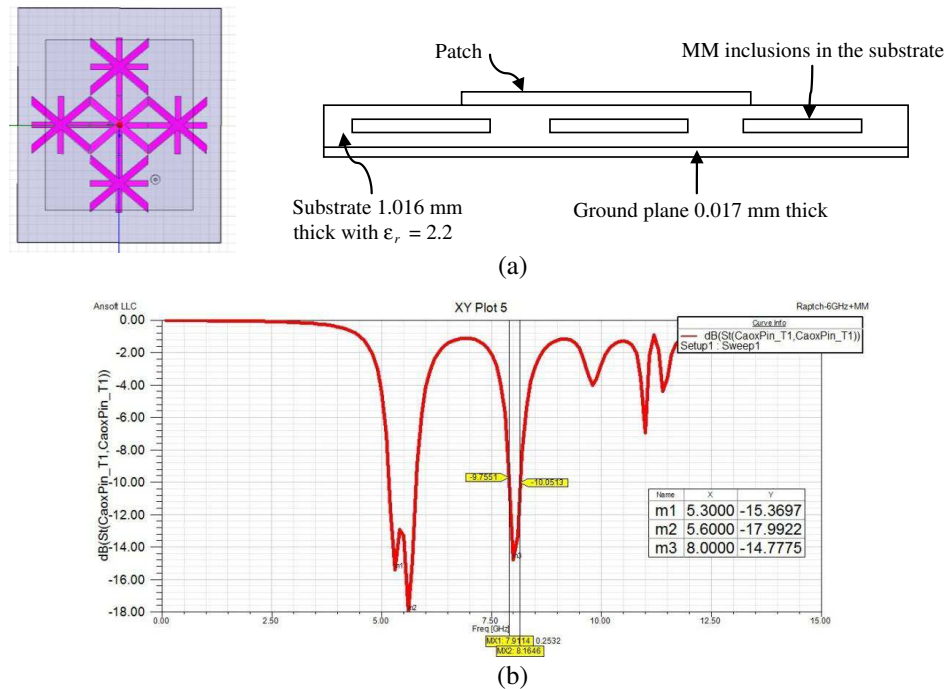 Patch
MM inclusions in the substrate
Substrate 1.016 mm
thick with εr = 2.2
Ground plane 0.017 mm thick
(a)
Ansoft LLC
XY Plot 5
Raptch-6GHz+MM
Curve Info
dB(St(CaoxPin_T1,CaoxPin_T1))
Setup1 : Sweep1
dB(St(CaoxPin_T1,CaoxPin_T1))
0.00
-2.00
-4.00
-6.00
-8.00
-10.00
-12.00
-14.00
-16.00
-18.00
-9.7551
-10.0513
m1
m2
m3
Name X Y
m1 5.3000 -15.3697
m2 5.6000 -17.9922
m3 8.0000 -14.7775
0.00 2.50 5.00 7.50 10.00 12.50 15.00
Freq [GHz]
MX1: 7.9114 0.2532
MX2: 8.1646
(b)